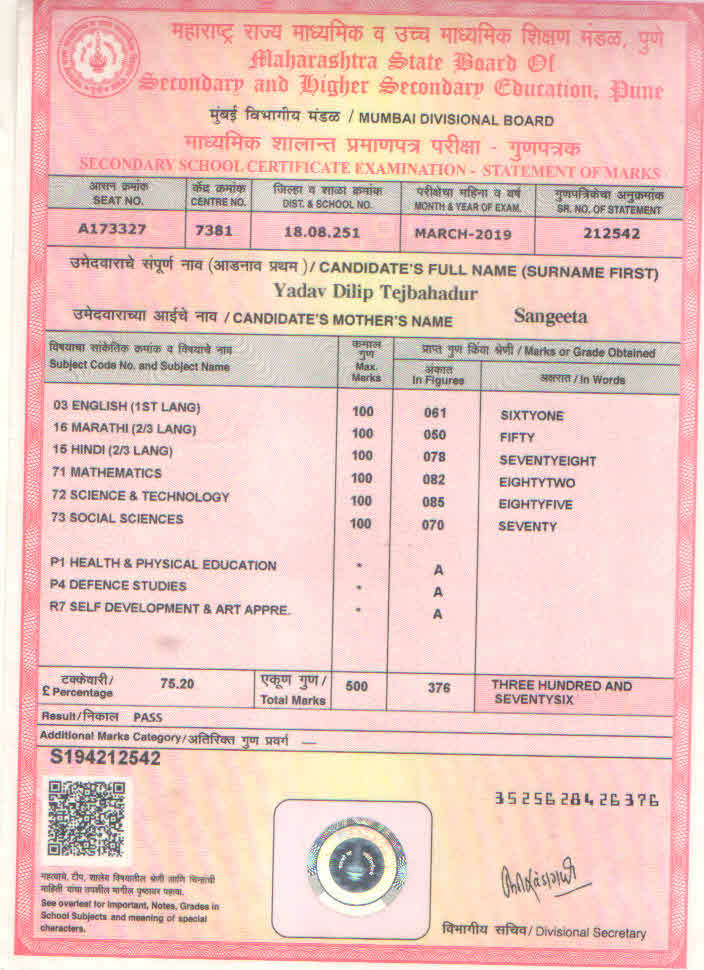 महाराष्ट्र राज्य माध्यमिक व उच्च माध्यमिक शिक्षण मंडळ, पुणे
Maharashtra State Board Of
Secondary and Higher Secondary Education, Pune
मुंबई विभागीय मंडळ / MUMBAI DIVISIONAL BOARD
माध्यमिक शालान्त प्रमाणपत्र परीक्षा - गुणपत्रक
SECONDARY SCHOOL CERTIFICATE EXAMINATION - STATEMENT OF MARKS
आसन क्रमांक केंद्र क्रमांक जिल्हा व शाळा क्रमांक परीक्षेचा महिना व वर्ष गुणपत्रिकेचा अनुक्रमांक
SEAT NO. CENTRE NO. DIST. & SCHOOL NO. MONTH & YEAR OF EXAM. SR. NO. OF STATEMENT
A173327 7381 18.08.251 MARCH-2019 212542
उमेदवाराचे संपूर्ण नाव (आडनाव प्रथम) / CANDIDATE'S FULL NAME (SURNAME FIRST)
Yadav Dilip Tejbahadur
उमेदवाराच्या आईचे नाव / CANDIDATE'S MOTHER'S NAME Sangeeta
विषयाचा सांकेतिक क्रमांक व विषयाचे नाव
Subject Code No. and Subject Name
कमाल
गुण
Max.
Marks
प्राप्त गुण किंवा श्रेणी / Marks or Grade Obtained
अंकात
In Figures
अक्षरात / In Words
03 ENGLISH (1ST LANG) 100 061 SIXTYONE
16 MARATHI (2/3 LANG) 100 050 FIFTY
15 HINDI (2/3 LANG) 100 078 SEVENTYEIGHT
71 MATHEMATICS 100 082 EIGHTYTWO
72 SCIENCE & TECHNOLOGY 100 085 EIGHTYFIVE
73 SOCIAL SCIENCES 100 070 SEVENTY
P1 HEALTH & PHYSICAL EDUCATION * A
P4 DEFENCE STUDIES * A
R7 SELF DEVELOPMENT & ART APPRE. * A
टक्केवारी /
£ Percentage
75.20
एकूण गुण /
Total Marks
500 376
THREE HUNDRED AND
SEVENTYSIX
Result/निकाल PASS
Additional Marks Category/अतिरिक्त गुण प्रवर्ग —
S194212542
3525628426376
महत्वाचे, टीप, शालेय विषयातील श्रेणी आणि चिन्हांची
माहिती यांचा तपशील मागील पृष्ठावर पहावा.
See overleaf for Important, Notes, Grades in
School Subjects and meaning of special
characters.
विभागीय सचिव/ Divisional Secretary